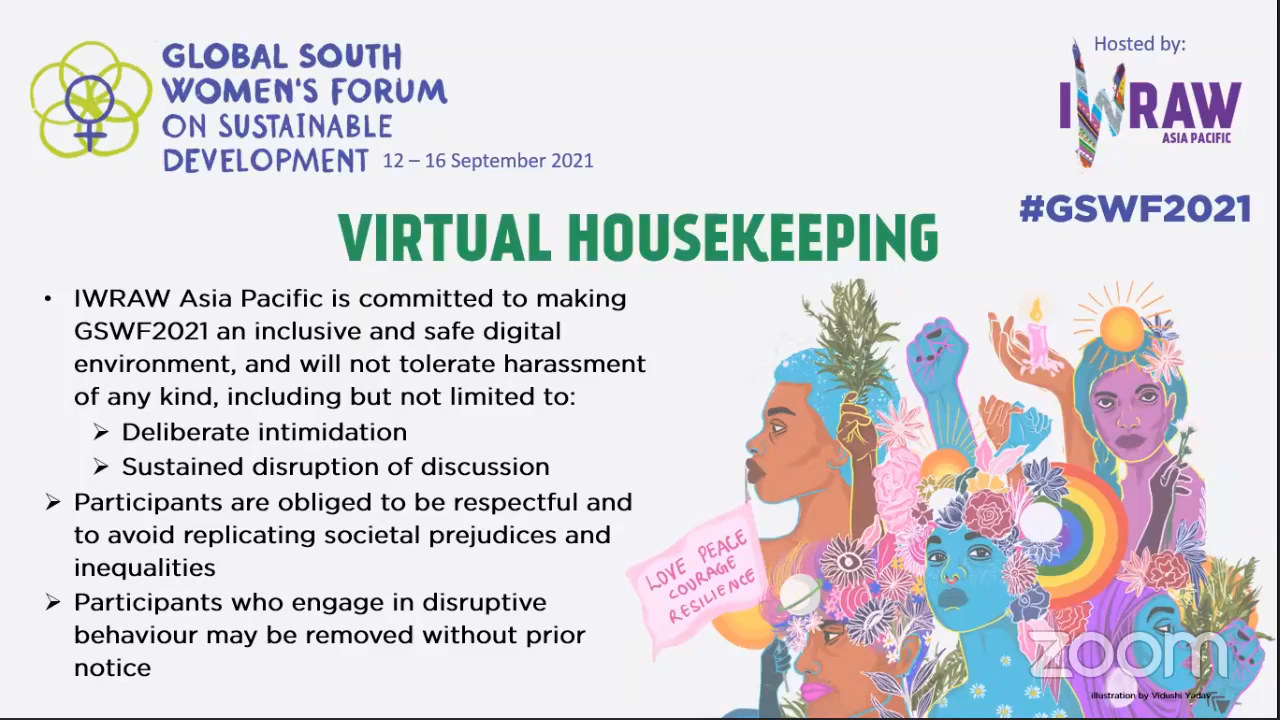 GLOBAL SOUTH
WOMEN'S FORUM
ON SUSTAINABLE
DEVELOPMENT 12 – 16 September 2021
Hosted by:
IWRAW
ASIA PACIFIC
#GSWF2021
VIRTUAL HOUSEKEEPING
• IWRAW Asia Pacific is committed to making
GSWF2021 an inclusive and safe digital
environment, and will not tolerate harassment
of any kind, including but not limited to:
➢ Deliberate intimidation
➢ Sustained disruption of discussion
➢ Participants are obliged to be respectful and
to avoid replicating societal prejudices and
inequalities
➢ Participants who engage in disruptive
behaviour may be removed without prior
notice
LOVE PEACE
COURAGE
RESILIENCE
zoom
illustration by Vidushi Yadav